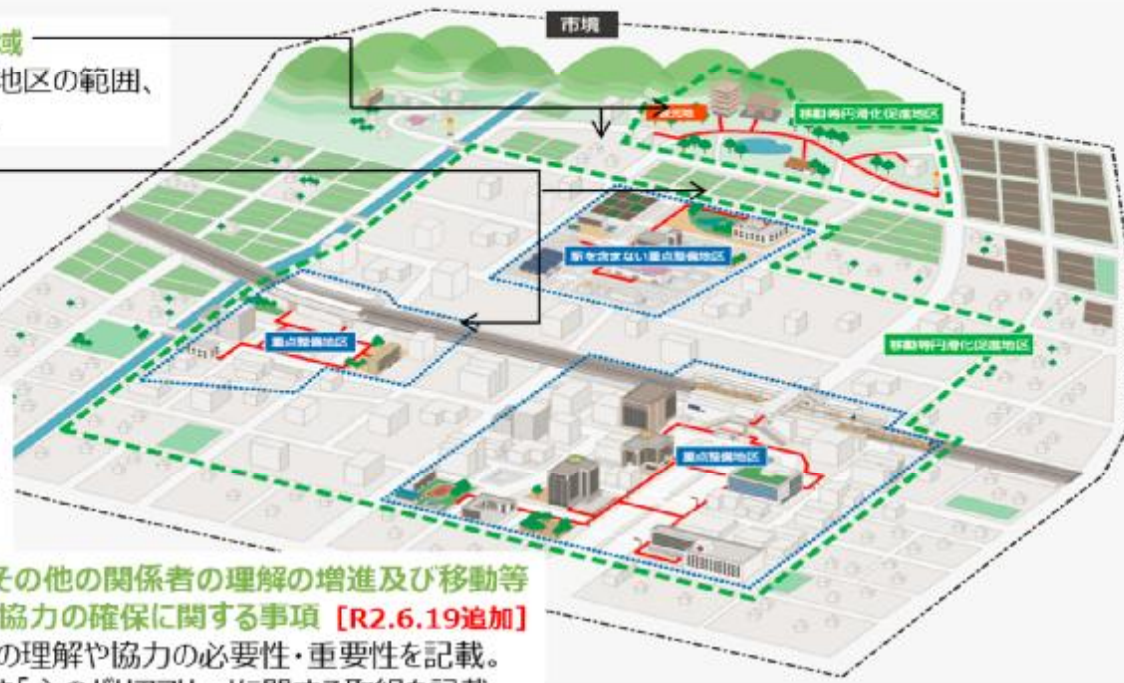 市境
域
地区の範囲、
移動等円滑化促進地区
駅を含まない重点整備地区
重点整備地区
移動等円滑化促進地区
重点整備地区
その他の関係者の理解の増進及び移動等
協力の確保に関する事項 [R2.6.19追加]
の理解や協力の必要性・重要性を記載。